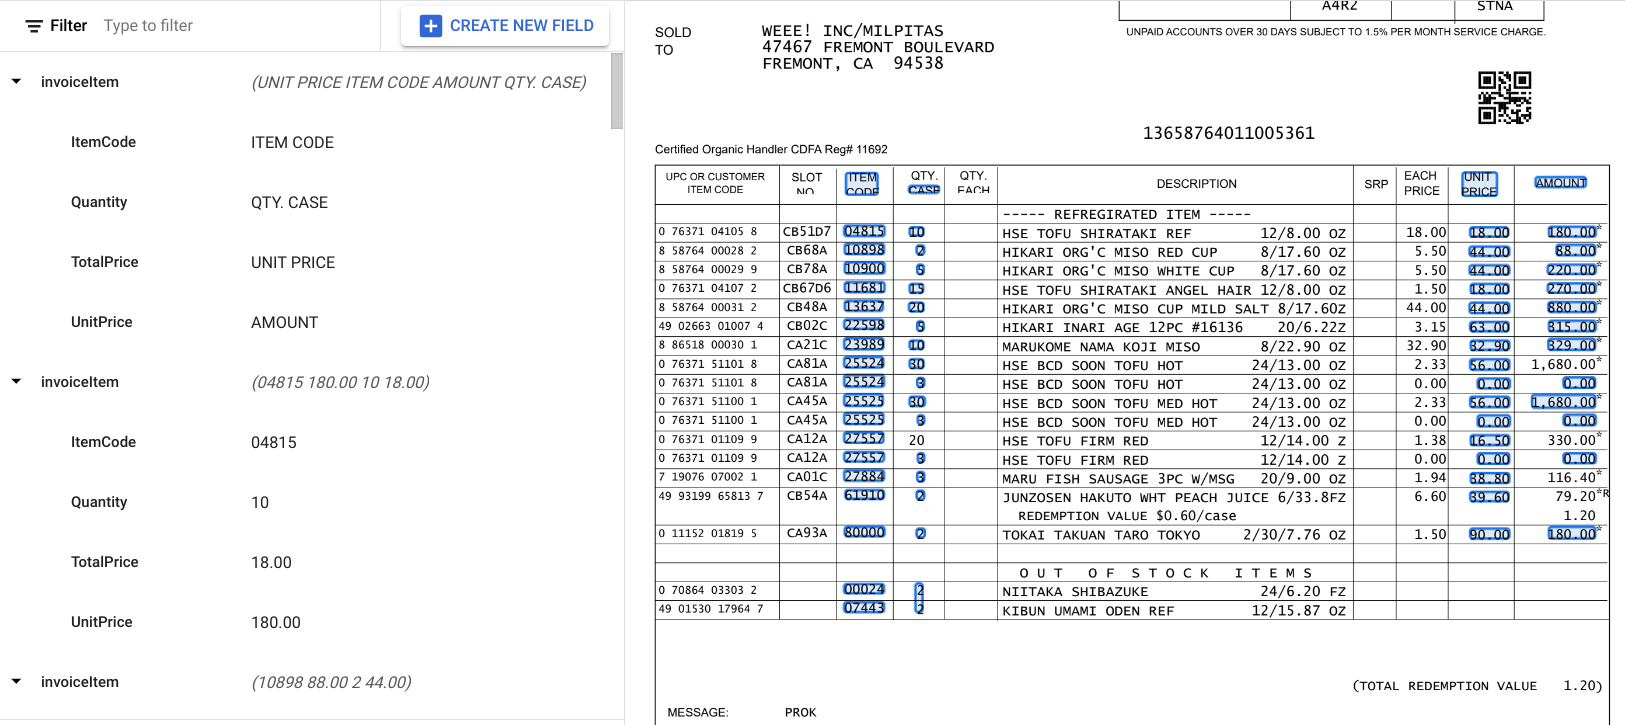 Filter Type to filter
CREATE NEW FIELD
invoiceItem (UNIT PRICE ITEM CODE AMOUNT QTY. CASE)
ItemCode ITEM CODE
Quantity QTY. CASE
TotalPrice UNIT PRICE
UnitPrice AMOUNT
invoiceItem (04815 180.00 10 18.00)
ItemCode 04815
Quantity 10
TotalPrice 18.00
UnitPrice 180.00
invoiceItem (10898 88.00 2 44.00)
A4R2 STNA
UNPAID ACCOUNTS OVER 30 DAYS SUBJECT TO 1.5% PER MONTH SERVICE CHARGE.
SOLD TO
WEEE! INC/MILPITAS
47467 FREMONT BOULEVARD
FREMONT, CA 94538
13658764011005361
Certified Organic Handler CDFA Reg# 11692
UPC OR CUSTOMER ITEM CODE SLOT NO ITEM CODE QTY. CASE QTY. EACH DESCRIPTION SRP EACH PRICE UNIT PRICE AMOUNT
----- REFREGIRATED ITEM -----
0 76371 04105 8 CB51D7 04815 10 HSE TOFU SHIRATAKI REF 12/8.00 OZ 18.00 18.00 180.00*
8 58764 00028 2 CB68A 10898 2 HIKARI ORG'C MISO RED CUP 8/17.60 OZ 5.50 44.00 88.00*
8 58764 00029 9 CB78A 10900 5 HIKARI ORG'C MISO WHITE CUP 8/17.60 OZ 5.50 44.00 220.00*
0 76371 04107 2 CB67D6 11681 15 HSE TOFU SHIRATAKI ANGEL HAIR 12/8.00 OZ 1.50 18.00 270.00*
8 58764 00031 2 CB48A 13637 20 HIKARI ORG'C MISO CUP MILD SALT 8/17.60Z 44.00 44.00 880.00*
49 02663 01007 4 CB02C 22598 5 HIKARI INARI AGE 12PC #16136 20/6.22Z 3.15 63.00 315.00*
8 86518 00030 1 CA21C 23989 10 MARUKOME NAMA KOJI MISO 8/22.90 OZ 32.90 32.90 329.00*
0 76371 51101 8 CA81A 25524 30 HSE BCD SOON TOFU HOT 24/13.00 OZ 2.33 56.00 1,680.00*
0 76371 51101 8 CA81A 25524 3 HSE BCD SOON TOFU HOT 24/13.00 OZ 0.00 0.00 0.00
0 76371 51100 1 CA45A 25525 30 HSE BCD SOON TOFU MED HOT 24/13.00 OZ 2.33 56.00 1,680.00*
0 76371 51100 1 CA45A 25525 3 HSE BCD SOON TOFU MED HOT 24/13.00 OZ 0.00 0.00 0.00
0 76371 01109 9 CA12A 27557 20 HSE TOFU FIRM RED 12/14.00 Z 1.38 16.50 330.00*
0 76371 01109 9 CA12A 27557 3 HSE TOFU FIRM RED 12/14.00 Z 0.00 0.00 0.00
7 19076 07002 1 CA01C 27884 3 MARU FISH SAUSAGE 3PC W/MSG 20/9.00 OZ 1.94 38.80 116.40*
49 93199 65813 7 CB54A 61910 2 JUNZOSEN HAKUTO WHT PEACH JUICE 6/33.8FZ 6.60 39.60 79.20*R
REDEMPTION VALUE $0.60/case 1.20
0 11152 01819 5 CA93A 80000 2 TOKAI TAKUAN TARO TOKYO 2/30/7.76 OZ 1.50 90.00 180.00*
O U T O F S T O C K I T E M S
0 70864 03303 2 00024 2 NIITAKA SHIBAZUKE 24/6.20 FZ
49 01530 17964 7 07443 2 KIBUN UMAMI ODEN REF 12/15.87 OZ
(TOTAL REDEMPTION VALUE 1.20)
MESSAGE: PROK